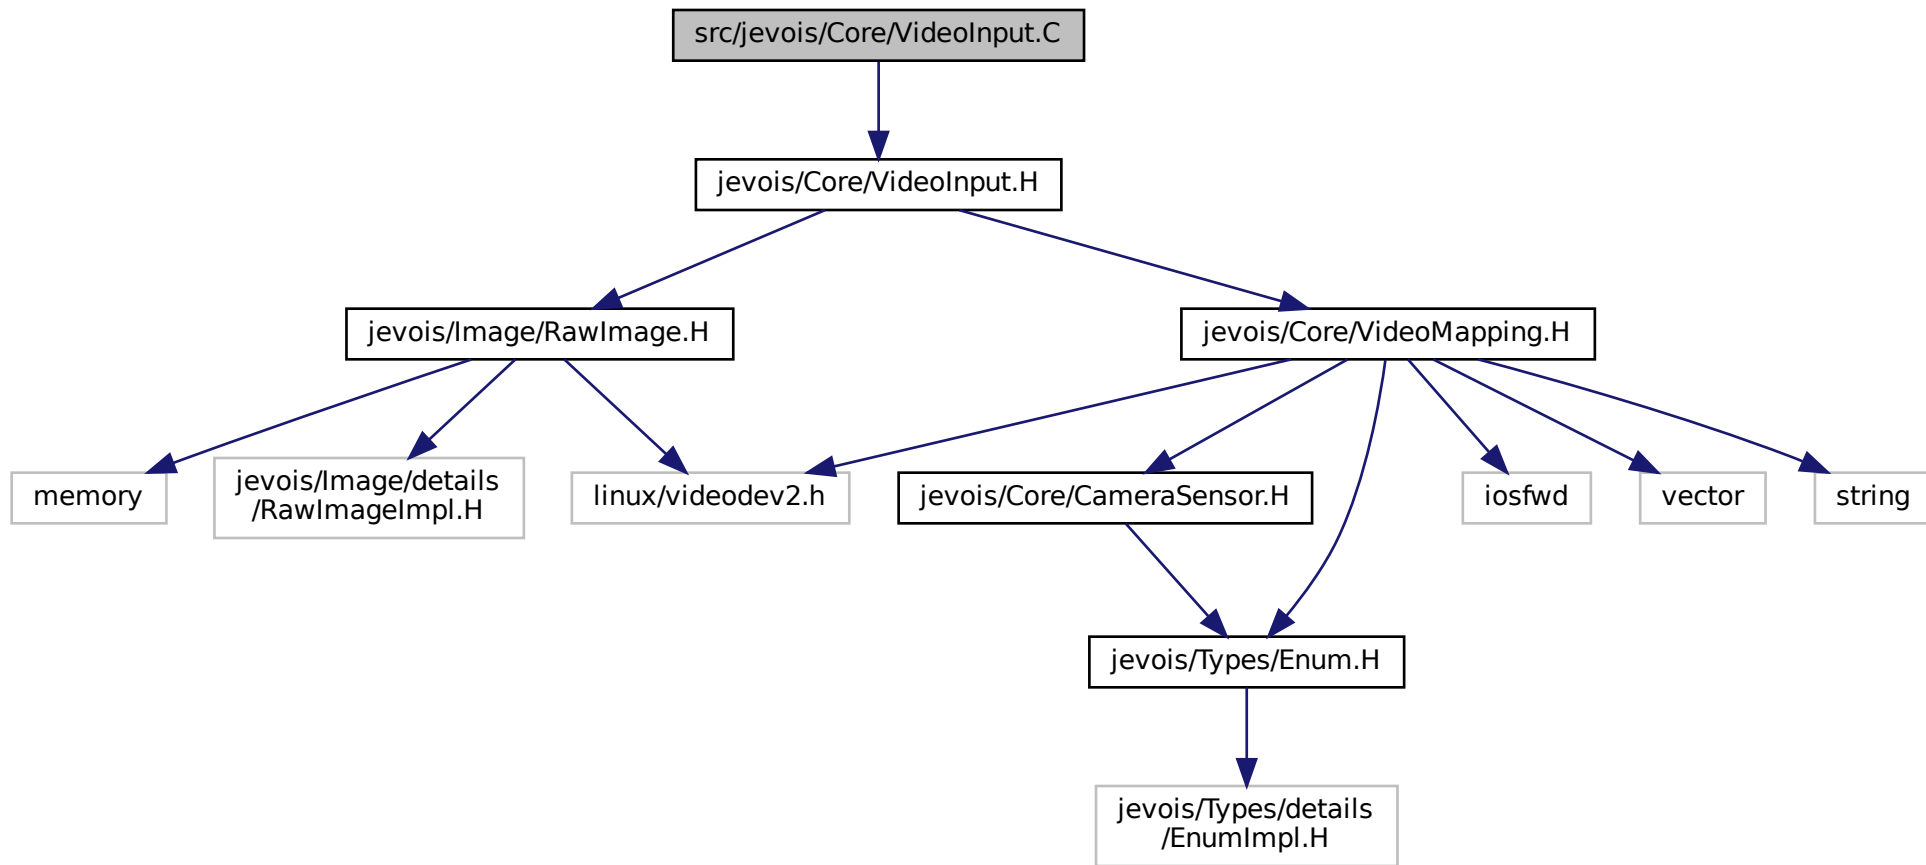 src/jevois/Core/VideoInput.C
jevois/Core/VideoInput.H
jevois/Image/RawImage.H
jevois/Core/VideoMapping.H
memory
jevois/Image/details
/RawImageImpl.H
linux/videodev2.h
jevois/Core/CameraSensor.H
iosfwd
vector
string
jevois/Types/Enum.H
jevois/Types/details
/EnumImpl.H